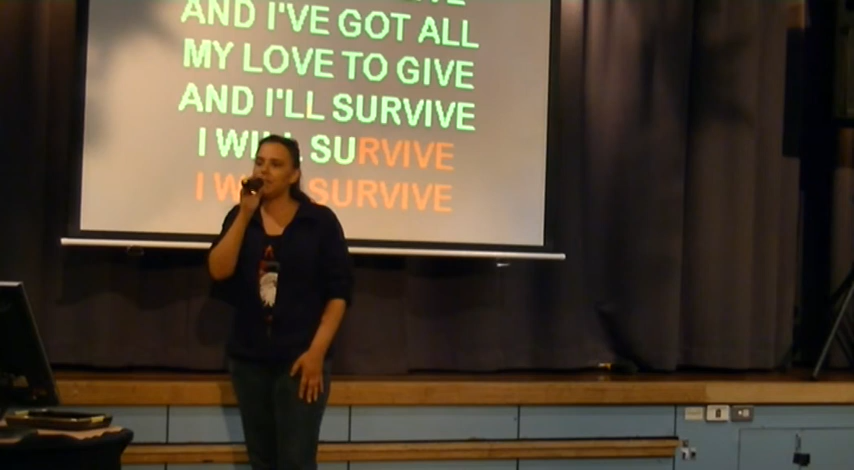 AND I'VE GOT ALL
MY LOVE TO GIVE
AND I'LL SURVIVE
I WILL SURVIVE
I W SURVIVE